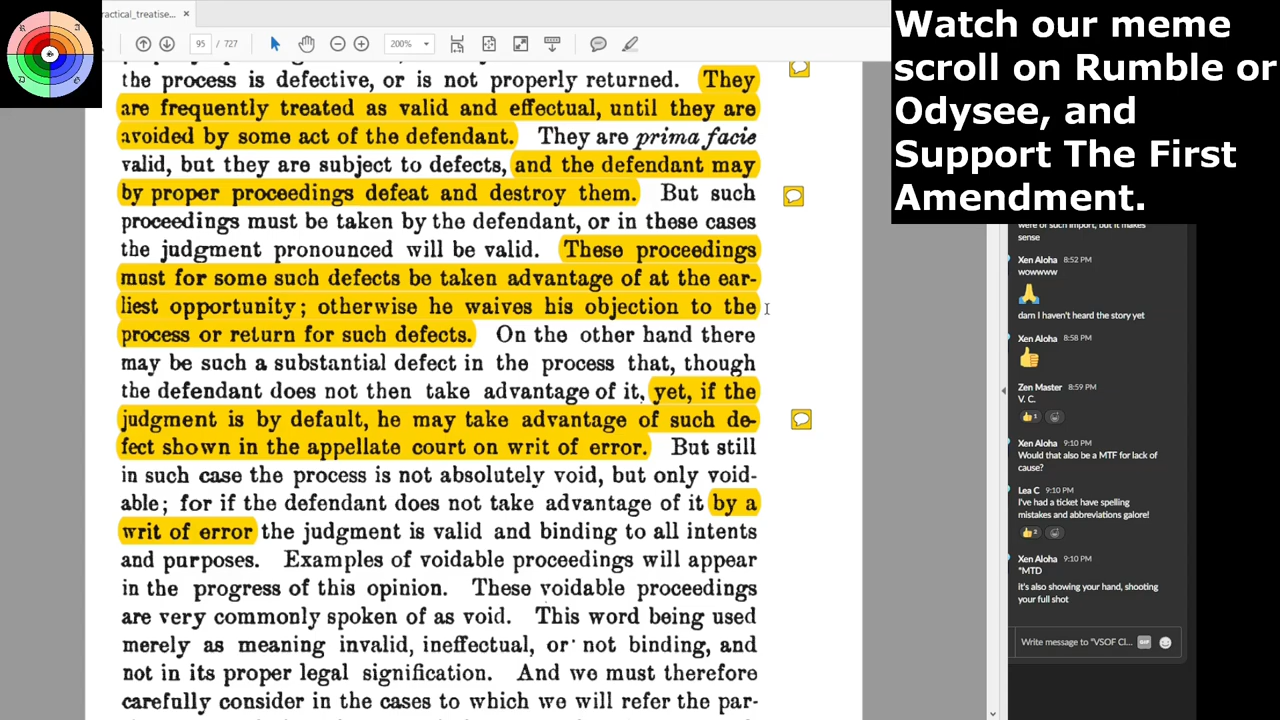 ractical_treatise...
95 / 727
200%
the process is defective, or is not properly returned. They
are frequently treated as valid and effectual, until they are
avoided by some act of the defendant. They are prima facie
valid, but they are subject to defects, and the defendant may
by proper proceedings defeat and destroy them. But such
proceedings must be taken by the defendant, or in these cases
the judgment pronounced will be valid. These proceedings
must for some such defects be taken advantage of at the ear-
liest opportunity; otherwise he waives his objection to the
process or return for such defects. On the other hand there
may be such a substantial defect in the process that, though
the defendant does not then take advantage of it, yet, if the
judgment is by default, he may take advantage of such de-
fect shown in the appellate court on writ of error. But still
in such case the process is not absolutely void, but only void-
able; for if the defendant does not take advantage of it by a
writ of error the judgment is valid and binding to all intents
and purposes. Examples of voidable proceedings will appear
in the progress of this opinion. These voidable proceedings
are very commonly spoken of as void. This word being used
merely as meaning invalid, ineffectual, or not binding, and
not in its proper legal signification. And we must therefore
carefully consider in the cases to which we will refer the par-
Watch our meme
scroll on Rumble or
Odysee, and
Support The First
Amendment.
were of such import, but it makes
sense
Xen Aloha 8:52 PM
wowwww
dam I haven't heard the story yet
Xen Aloha 8:58 PM
Zen Master 8:59 PM
V. C.
Xen Aloha 9:10 PM
Would that also be a MTF for lack of
cause?
Lea C 9:10 PM
I've had a ticket have spelling
mistakes and abbreviations galore!
Xen Aloha 9:10 PM
*MTD
it's also showing your hand, shooting
your full shot
Write message to "VSOF Cl...